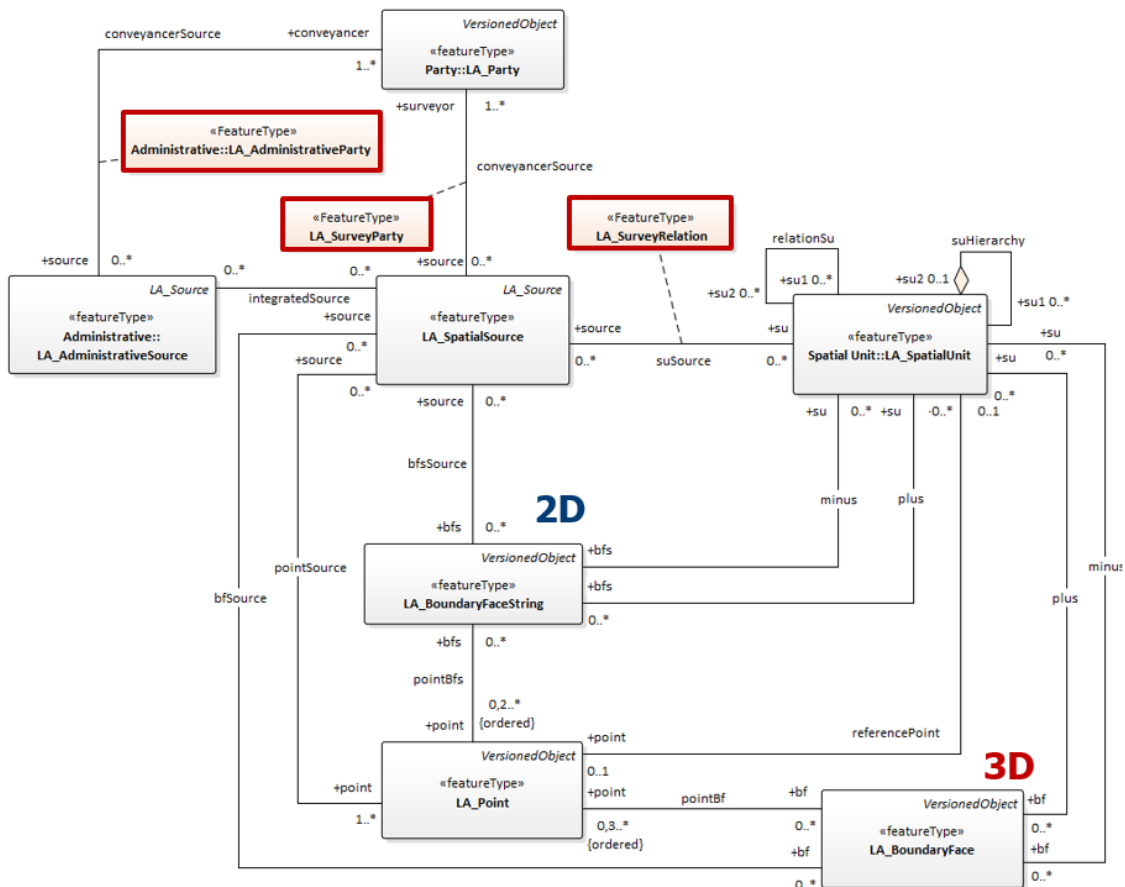 VersionedObject
«featureType»
Party::LA_Party
conveyancerSource
+conveyancer
1..*
+surveyor
1..*
«FeatureType»
Administrative::LA_AdministrativeParty
conveyancerSource
«FeatureType»
LA_SurveyParty
«FeatureType»
LA_SurveyRelation
relationSu
suHierarchy
+su2 0..*
+su1 0..*
+su2 0..1
+su1 0..*
+source
0..*
0..*
0..*
+source
0..*
integratedSource
LA_Source
«featureType»
Administrative::
LA_AdministrativeSource
LA_Source
«featureType»
LA_SpatialSource
+source
0..*
+source
0..*
+source
0..*
suSource
+su
0..*
VersionedObject
«featureType»
Spatial Unit::LA_SpatialUnit
+su
0..*
+su
0..*
+source
0..*
+su
0..*
+su
-0..*
0..1
bfsSource
2D
minus
plus
+bfs
0..*
pointSource
bfSource
minus
plus
VersionedObject
«featureType»
LA_BoundaryFaceString
+bfs
+bfs
0..*
+bfs
0..*
pointBfs
0,2..*
+point
{ordered}
referencePoint
VersionedObject
«featureType»
LA_Point
+point
0..1
3D
+point
1..*
+point
pointBf
+bf
0,3..*
{ordered}
0..*
VersionedObject
«featureType»
LA_BoundaryFace
+bf
0..*
+bf
0..*
+bf
0..*